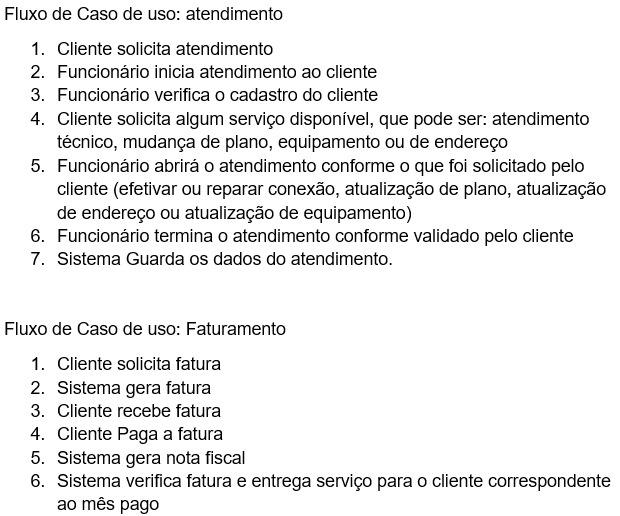 Fluxo de Caso de uso: atendimento
1. Cliente solicita atendimento
2. Funcionário inicia atendimento ao cliente
3. Funcionário verifica o cadastro do cliente
4. Cliente solicita algum serviço disponível, que pode ser: atendimento
técnico, mudança de plano, equipamento ou de endereço
5. Funcionário abrirá o atendimento conforme o que foi solicitado pelo
cliente (efetivar ou reparar conexão, atualização de plano, atualização
de endereço ou atualização de equipamento)
6. Funcionário termina o atendimento conforme validado pelo cliente
7. Sistema Guarda os dados do atendimento.
Fluxo de Caso de uso: Faturamento
1. Cliente solicita fatura
2. Sistema gera fatura
3. Cliente recebe fatura
4. Cliente Paga a fatura
5. Sistema gera nota fiscal
6. Sistema verifica fatura e entrega serviço para o cliente correspondente
ao mês pago